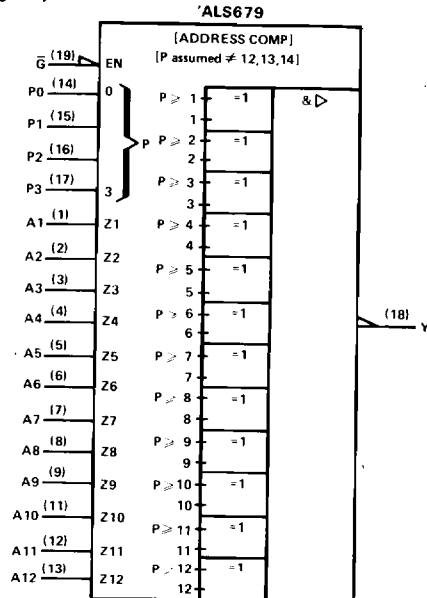 'ALS679
[ADDRESS COMP]
[P assumed ≠ 12,13,14]
G̅ (19) EN
P0 (14) 0
P1 (15)
P2 (16)
P3 (17) 3
P
A1 (1) Z1
A2 (2) Z2
A3 (3) Z3
A4 (4) Z4
A5 (5) Z5
A6 (6) Z6
A7 (7) Z7
A8 (8) Z8
A9 (9) Z9
A10 (11) Z10
A11 (12) Z11
A12 (13) Z12
P ⩾ 1 =1
1
P ⩾ 2 =1
2
P ⩾ 3 =1
3
P ⩾ 4 =1
4
P ⩾ 5 =1
5
P ⩾ 6 =1
6
P ⩾ 7 =1
7
P ⩾ 8 =1
8
P ⩾ 9 =1
9
P ⩾ 10 =1
10
P ⩾ 11 =1
11
P ⩾ 12 =1
12
& ▷
(18) Y